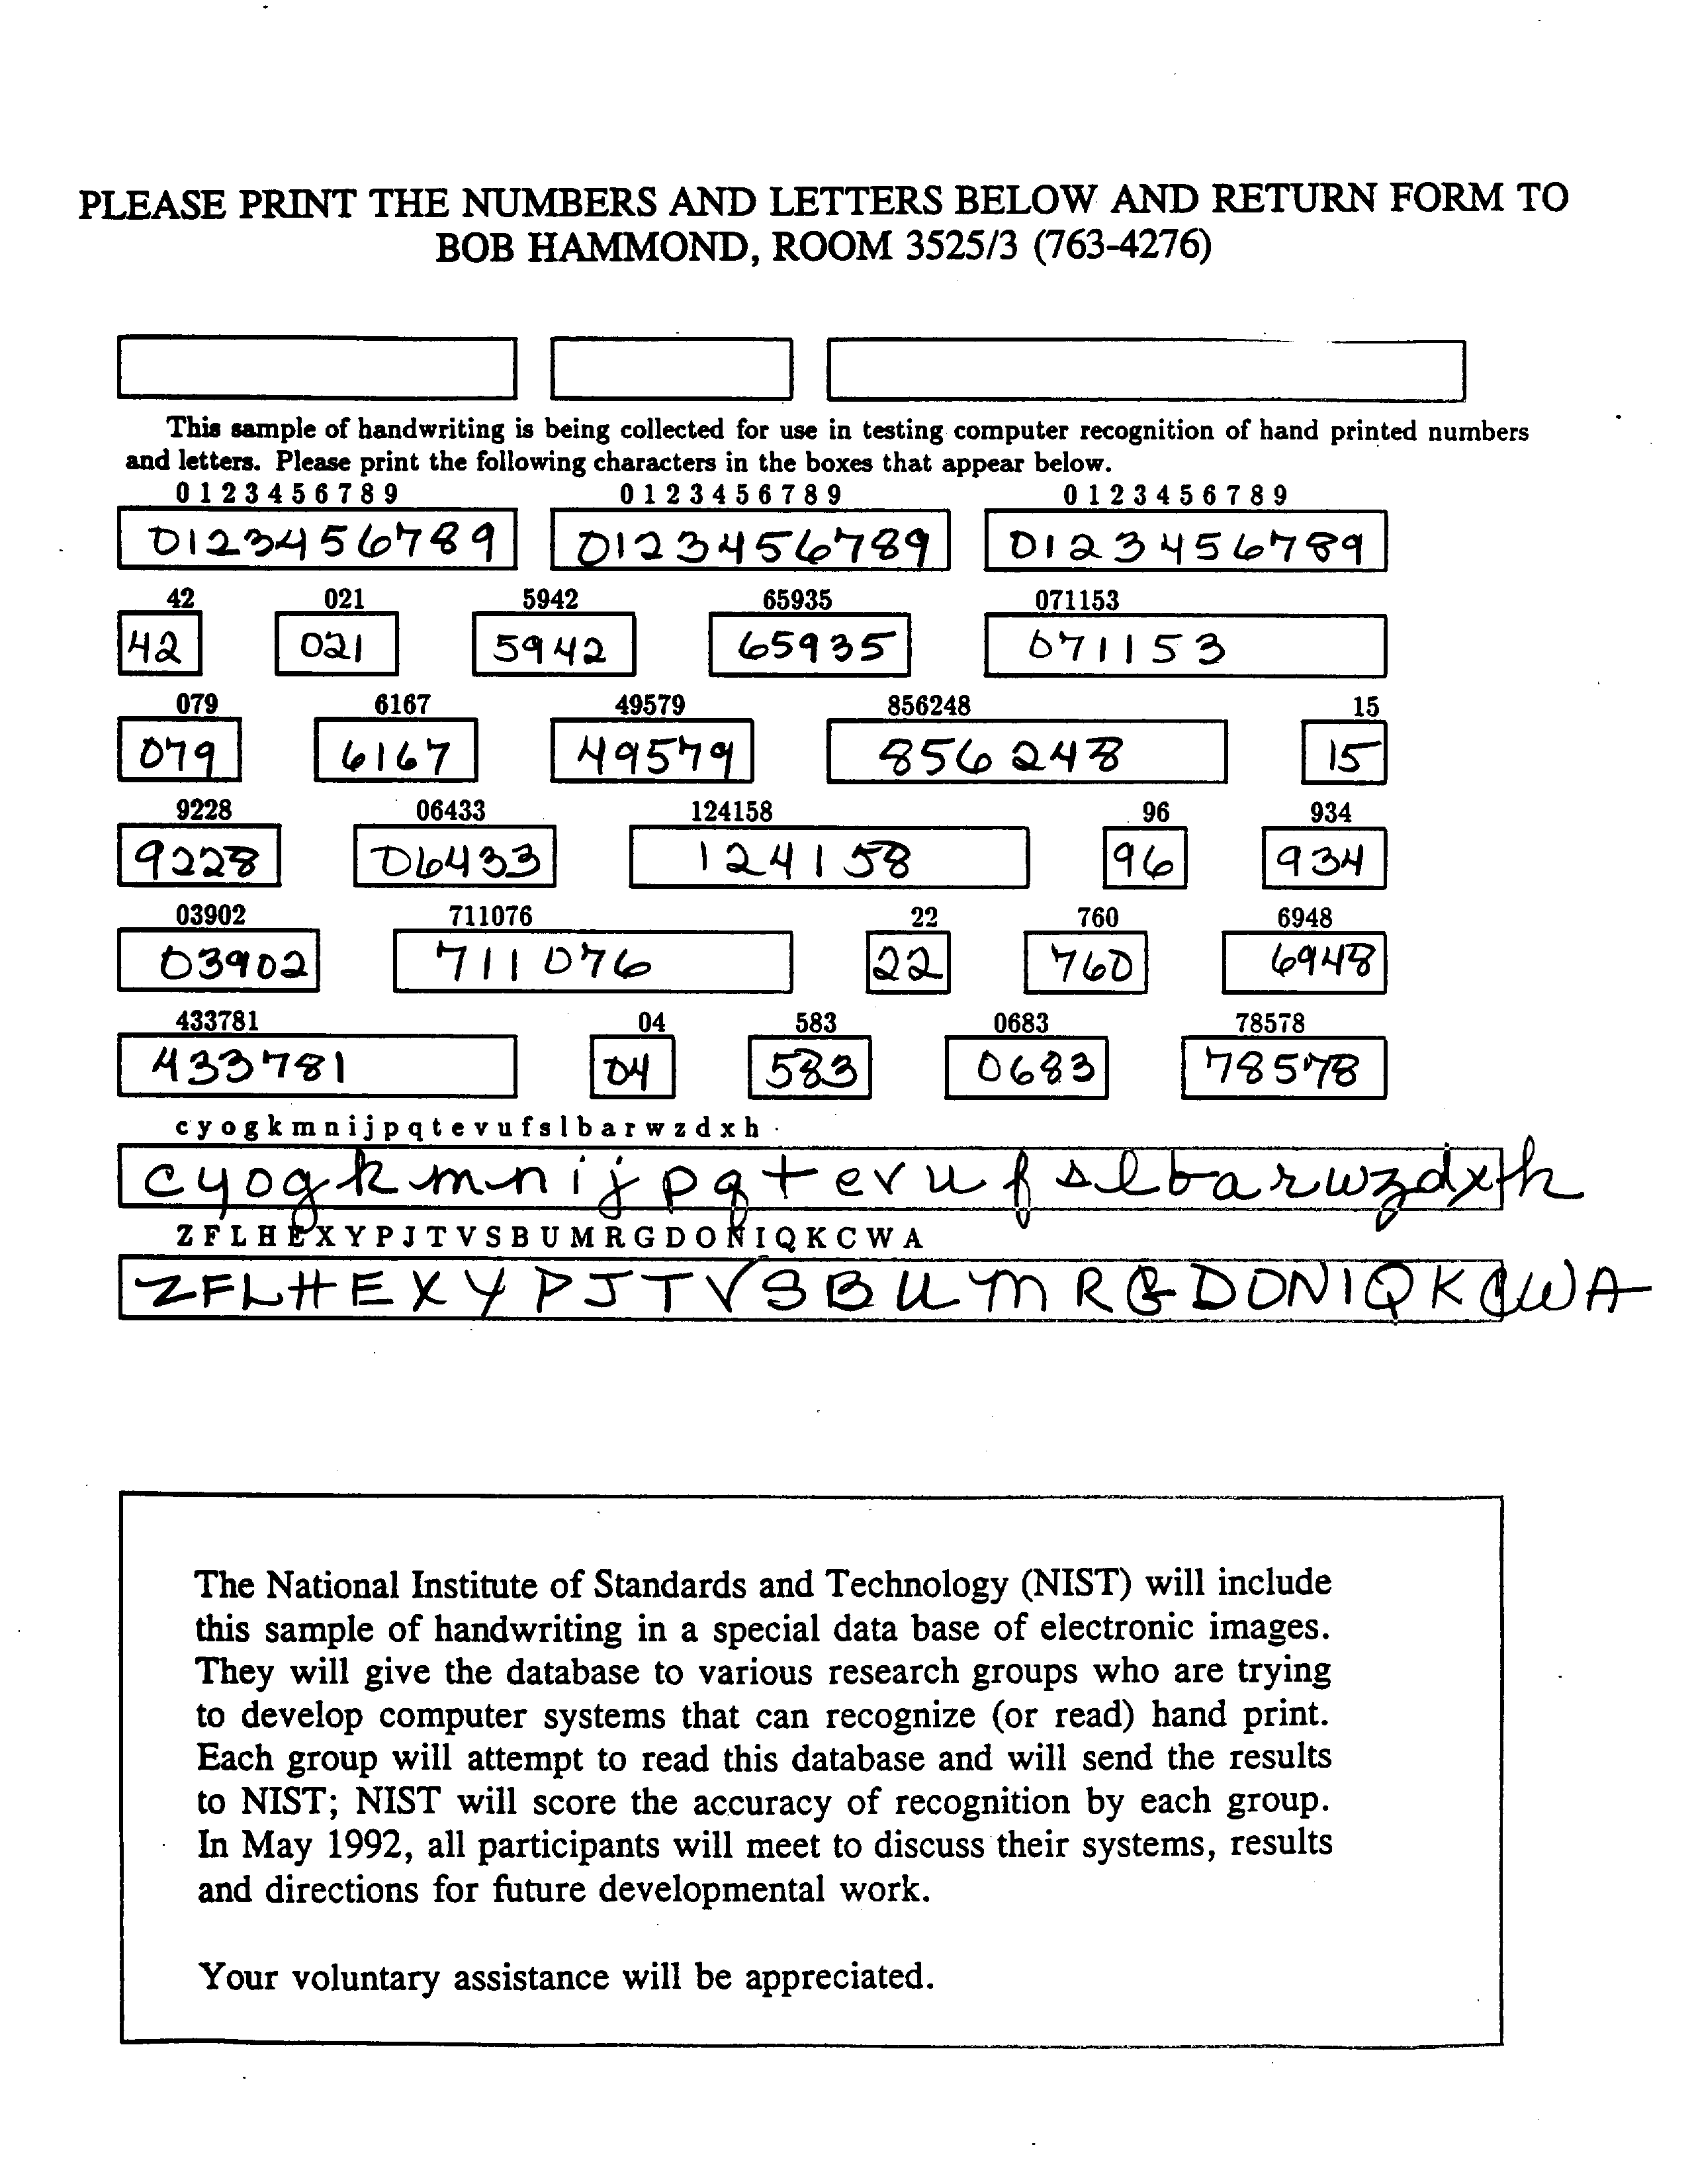 PLEASE PRINT THE NUMBERS AND LETTERS BELOW AND RETURN FORM TO
BOB HAMMOND, ROOM 3525/3 (763-4276)
This sample of handwriting is being collected for use in testing computer recognition of hand printed numbers
and letters. Please print the following characters in the boxes that appear below.
0 1 2 3 4 5 6 7 8 9 0 1 2 3 4 5 6 7 8 9 0 1 2 3 4 5 6 7 8 9
0123456789 0123456789 0123456789
42 021 5942 65935 071153
42 021 5942 65935 071153
079 6167 49579 856248 15
079 6167 49579 856248 15
9228 06433 124158 96 934
9228 06433 124158 96 934
03902 711076 22 760 6948
03902 711076 22 760 6948
433781 04 583 0683 78578
433781 04 583 0683 78578
c y o g k m n i j p q t e v u f s l b a r w z d x h
c y o g k m n i j p q t e v u f s l b a r w z d x h
Z F L H E X Y P J T V S B U M R G D O N I Q K C W A
Z F L H E X Y P J T V S B U M R G D O N I Q K C W A
The National Institute of Standards and Technology (NIST) will include
this sample of handwriting in a special data base of electronic images.
They will give the database to various research groups who are trying
to develop computer systems that can recognize (or read) hand print.
Each group will attempt to read this database and will send the results
to NIST; NIST will score the accuracy of recognition by each group.
In May 1992, all participants will meet to discuss their systems, results
and directions for future developmental work.
Your voluntary assistance will be appreciated.